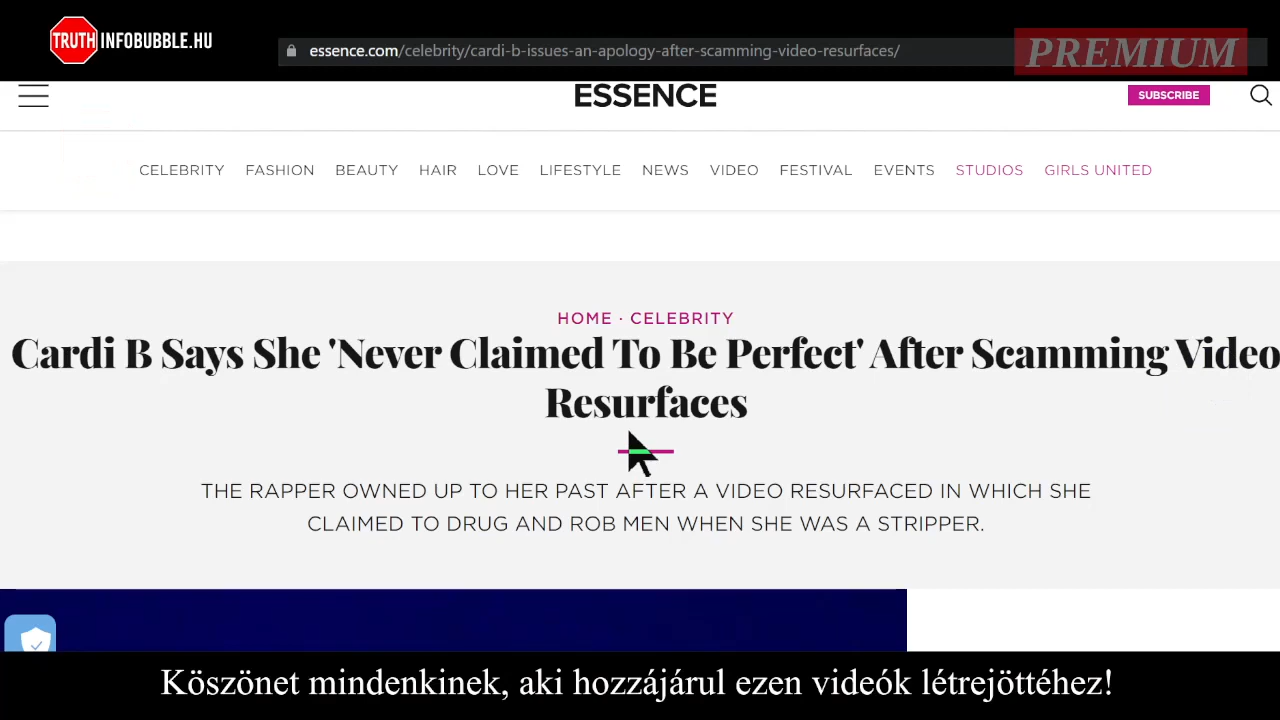 TRUTH INFOBUBBLE.HU
essence.com/celebrity/cardi-b-issues-an-apology-after-scamming-video-resurfaces/
PREMIUM
ESSENCE
SUBSCRIBE
CELEBRITY FASHION BEAUTY HAIR LOVE LIFESTYLE NEWS VIDEO FESTIVAL EVENTS STUDIOS GIRLS UNITED
HOME · CELEBRITY
Cardi B Says She 'Never Claimed To Be Perfect' After Scamming Video
Resurfaces
THE RAPPER OWNED UP TO HER PAST AFTER A VIDEO RESURFACED IN WHICH SHE
CLAIMED TO DRUG AND ROB MEN WHEN SHE WAS A STRIPPER.
Köszönet mindenkinek, aki hozzájárul ezen videók létrejöttéhez!